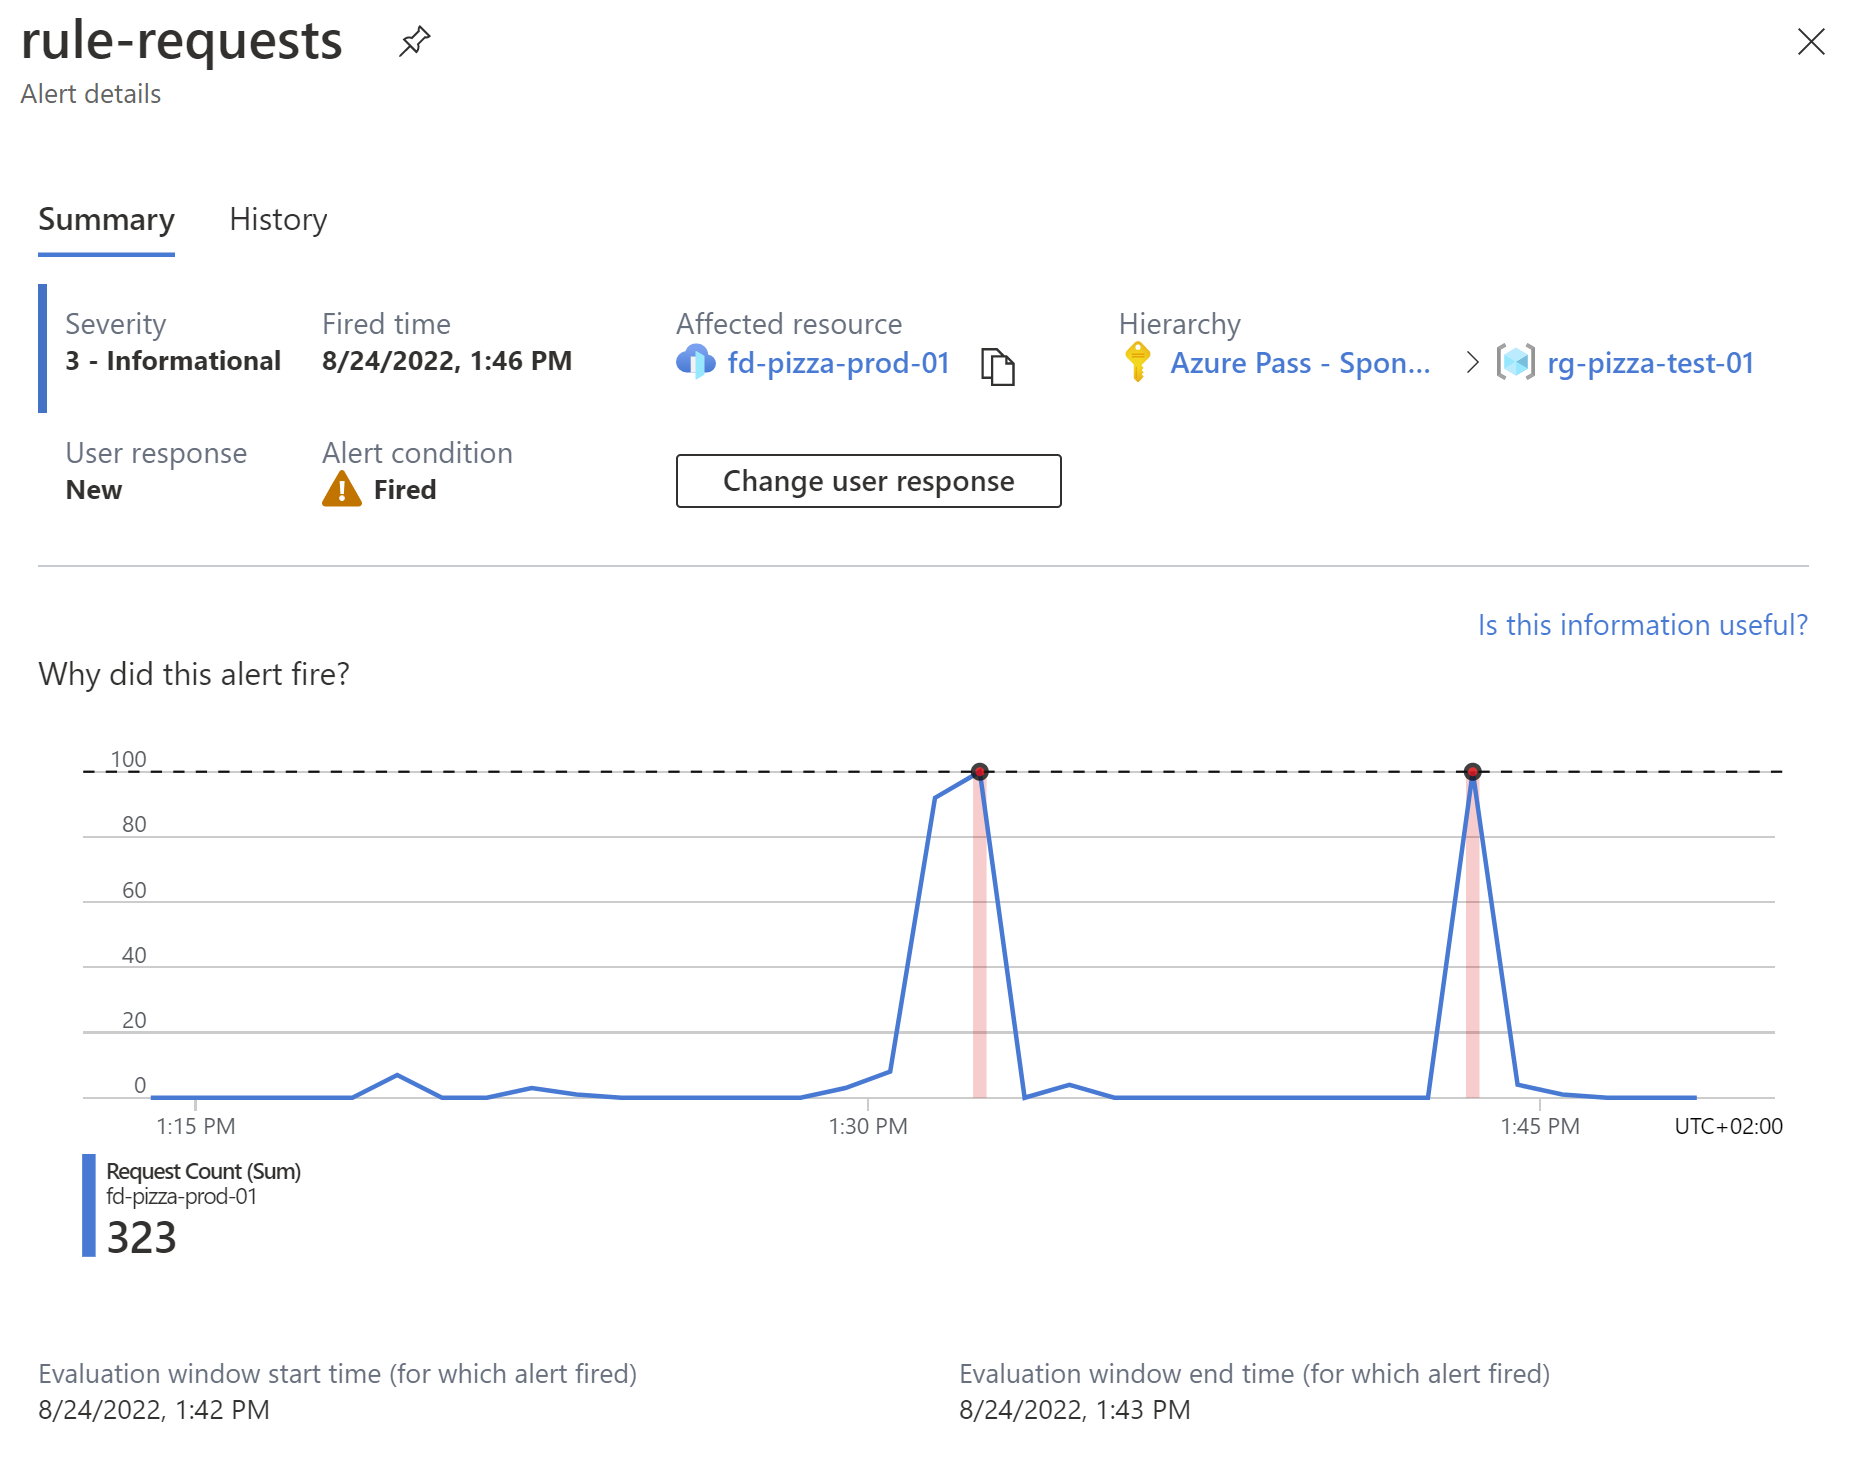 rule-requests
Alert details
Summary History
Severity Fired time Affected resource Hierarchy
3 - Informational 8/24/2022, 1:46 PM fd-pizza-prod-01 Azure Pass - Spon... > rg-pizza-test-01
User response Alert condition
New Fired Change user response
Is this information useful?
Why did this alert fire?
100
80
60
40
20
0
1:15 PM 1:30 PM 1:45 PM UTC+02:00
Request Count (Sum)
fd-pizza-prod-01
323
Evaluation window start time (for which alert fired) Evaluation window end time (for which alert fired)
8/24/2022, 1:42 PM 8/24/2022, 1:43 PM